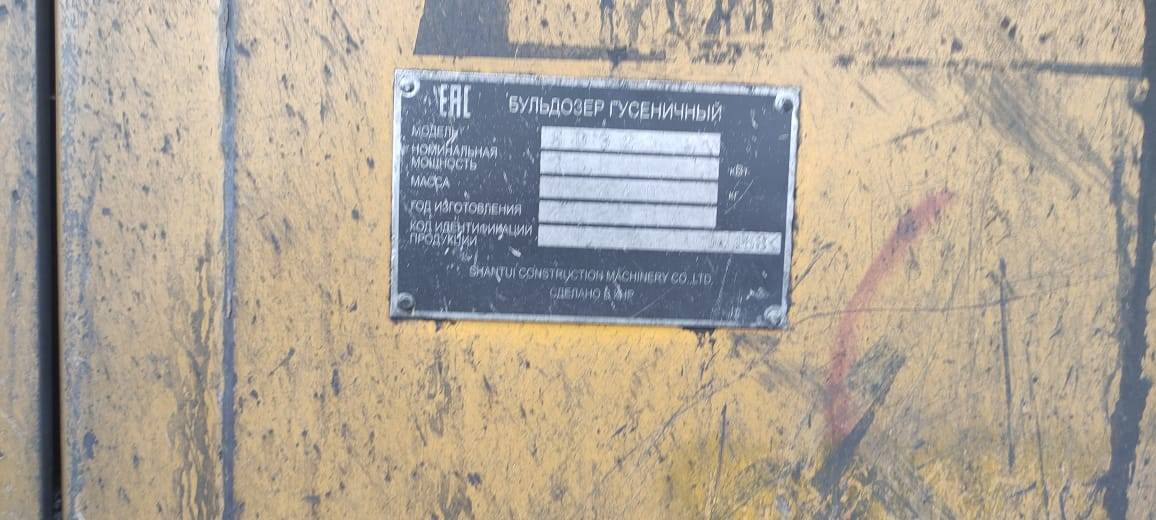 EAC БУЛЬДОЗЕР ГУСЕНИЧНЫЙ
МОДЕЛЬ
НОМИНАЛЬНАЯ
МОЩНОСТЬ кВт
МАССА кг
ГОД ИЗГОТОВЛЕНИЯ
КОД ИДЕНТИФИКАЦИИ
ПРОДУКЦИИ
SHANTUI CONSTRUCTION MACHINERY CO.,LTD.
СДЕЛАНО В КНР